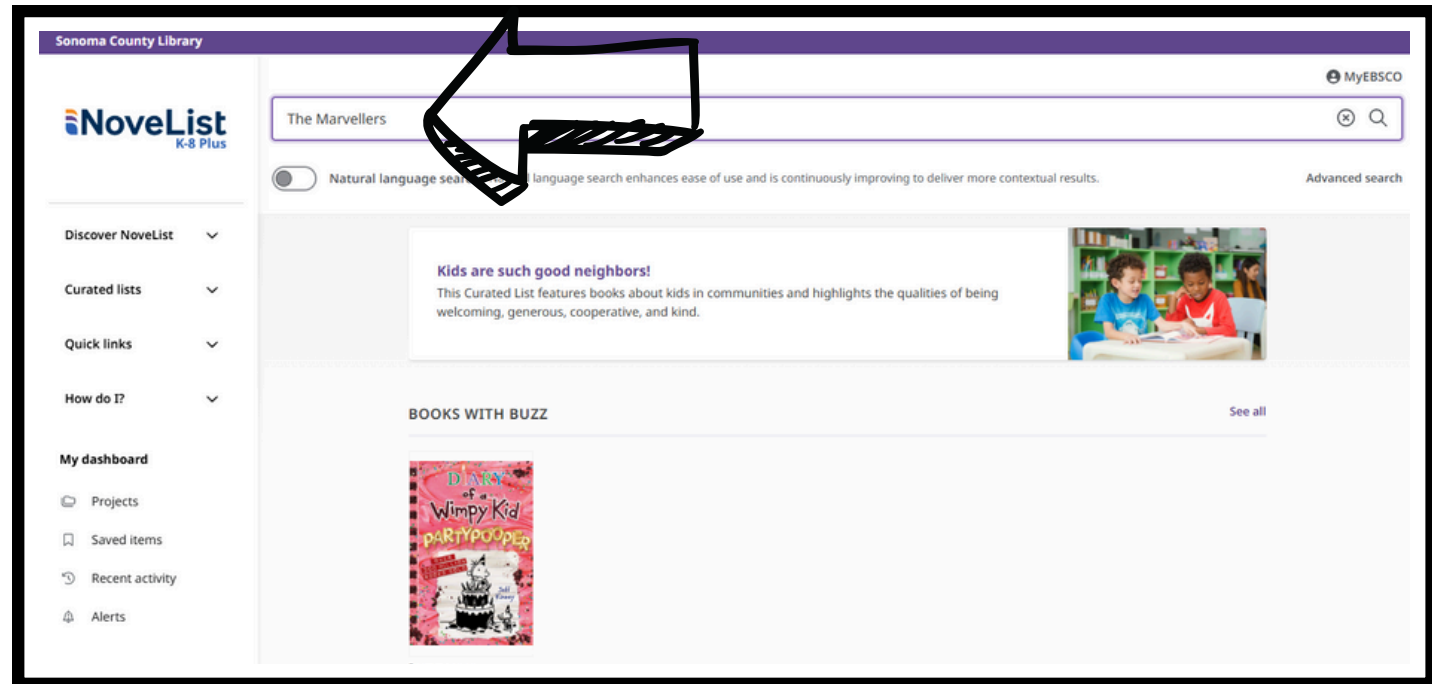 Sonoma County Library
MyEBSCO
NoveList
K-8 Plus
The Marvellers
Natural language sear
l language search enhances ease of use and is continuously improving to deliver more contextual results.
Advanced search
Discover NoveList
Curated lists
Quick links
How do I?
My dashboard
Projects
Saved items
Recent activity
Alerts
Kids are such good neighbors!
This Curated List features books about kids in communities and highlights the qualities of being
welcoming, generous, cooperative, and kind.
BOOKS WITH BUZZ
See all
DIARY
of a
Wimpy Kid
PARTYPOOPER
Jeff
Kinney